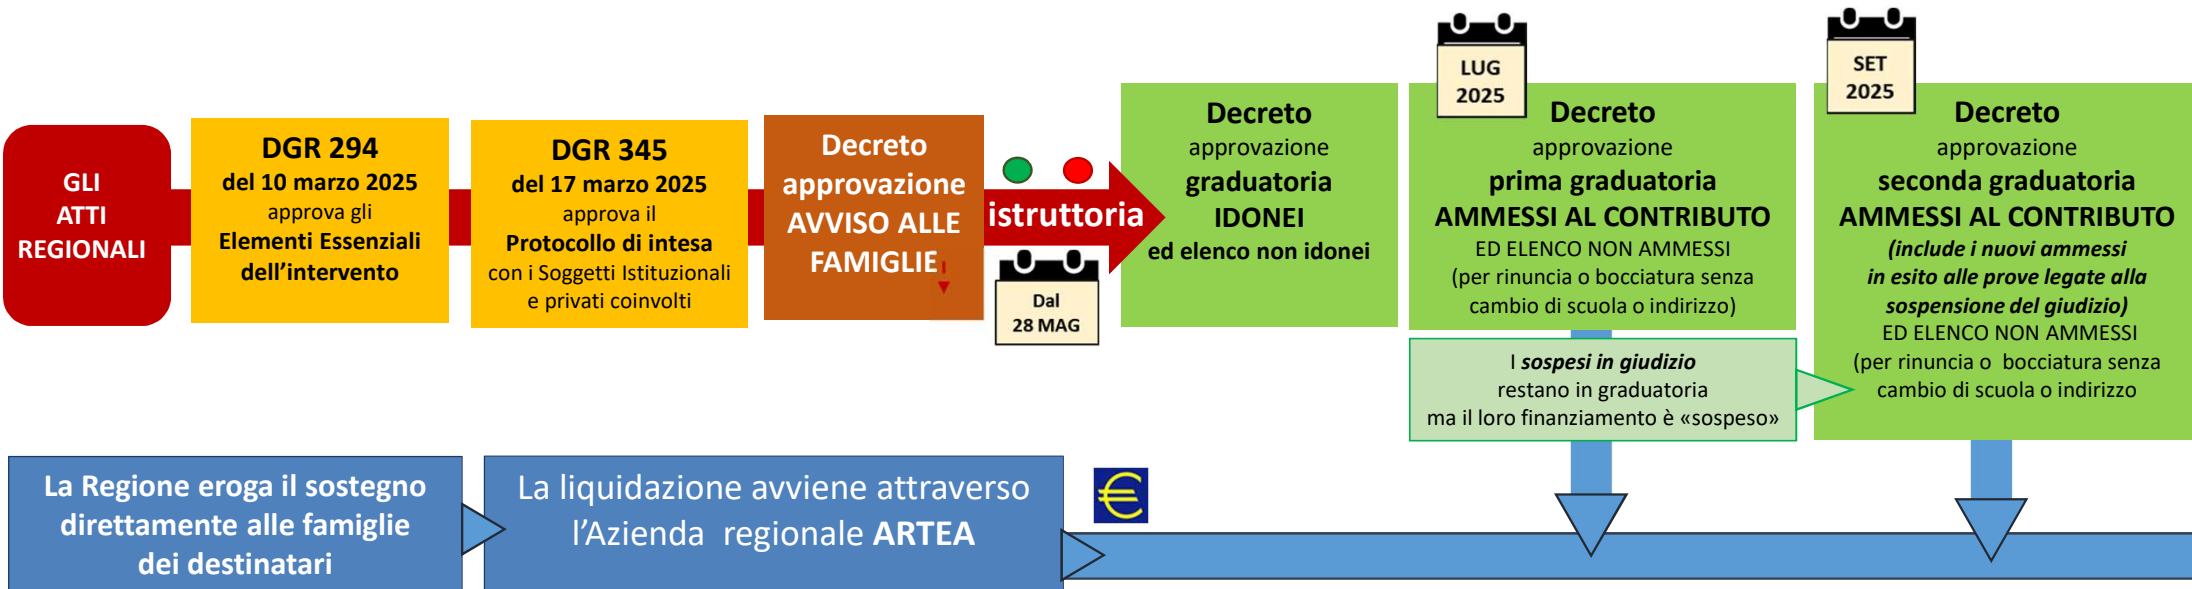 GLI
ATTI
REGIONALI
DGR 294
del 10 marzo 2025
approva gli
Elementi Essenziali
dell’intervento
DGR 345
del 17 marzo 2025
approva il
Protocollo di intesa
con i Soggetti Istituzionali
e privati coinvolti
Decreto
approvazione
AVVISO ALLE
FAMIGLIE
istruttoria
Dal
28 MAG
Decreto
approvazione
graduatoria
IDONEI
ed elenco non idonei
LUG
2025
Decreto
approvazione
prima graduatoria
AMMESSI AL CONTRIBUTO
ED ELENCO NON AMMESSI
(per rinuncia o bocciatura senza
cambio di scuola o indirizzo)
I sospesi in giudizio
restano in graduatoria
ma il loro finanziamento è «sospeso»
SET
2025
Decreto
approvazione
seconda graduatoria
AMMESSI AL CONTRIBUTO
(include i nuovi ammessi
in esito alle prove legate alla
sospensione del giudizio)
ED ELENCO NON AMMESSI
(per rinuncia o bocciatura senza
cambio di scuola o indirizzo
La Regione eroga il sostegno
direttamente alle famiglie
dei destinatari
La liquidazione avviene attraverso
l’Azienda regionale ARTEA
€